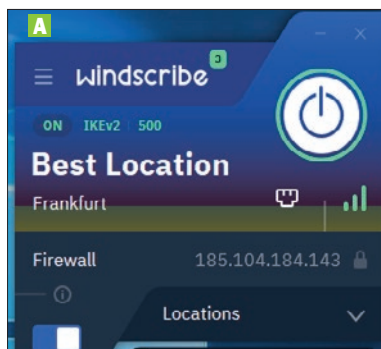 A
windscribe
ON IKEv2 500
Best Location
Frankfurt
Firewall 185.104.184.143
Locations